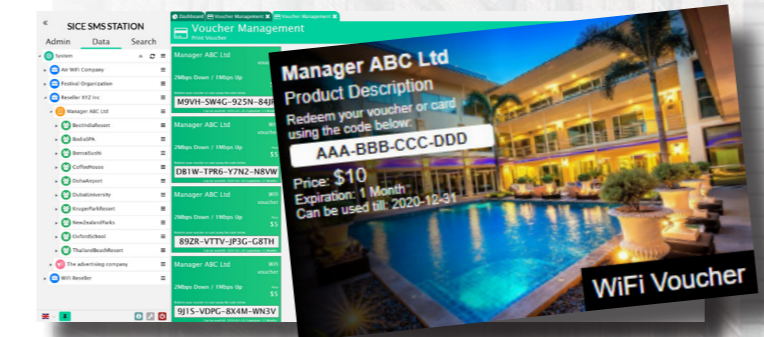 «
SICE SMS STATION
Admin Data Search
System
Air WiFi Company
Festival Organization
Reseller XYZ Inc
Manager ABC Ltd
BestIndiaResort
BodiaSPA
CoffeeHouse
DohaAirport
DubaiUniversity
KrugerParkResort
NewZealandParks
OxfordSchool
ThailandBeachResort
The advertising company
WiFi Reseller
Dashboard Voucher Management Voucher Management
Voucher Management
Print Voucher
Manager ABC Ltd
voucher
2Mbps Down / 1Mbps Up
M9VH-SW4G-925N-84JR
Manager ABC Ltd WiFi
voucher
2Mbps Down / 1Mbps Up
$5
DB1W-TPR6-Y7N2-N8VW
Manager ABC Ltd WiFi
voucher
2Mbps Down / 1Mbps Up
$5
89ZR-VTTV-JP3G-G8TH
Manager ABC Ltd WiFi
voucher
2Mbps Down / 1Mbps Up
$5
9J1S-VDPG-8X4M-WN3V
Manager ABC Ltd
Product Description
Redeem your voucher or card
using the code below:
AAA-BBB-CCC-DDD
Price: $10
Expiration: 1 Month
Can be used till: 2020-12-31
WiFi Voucher